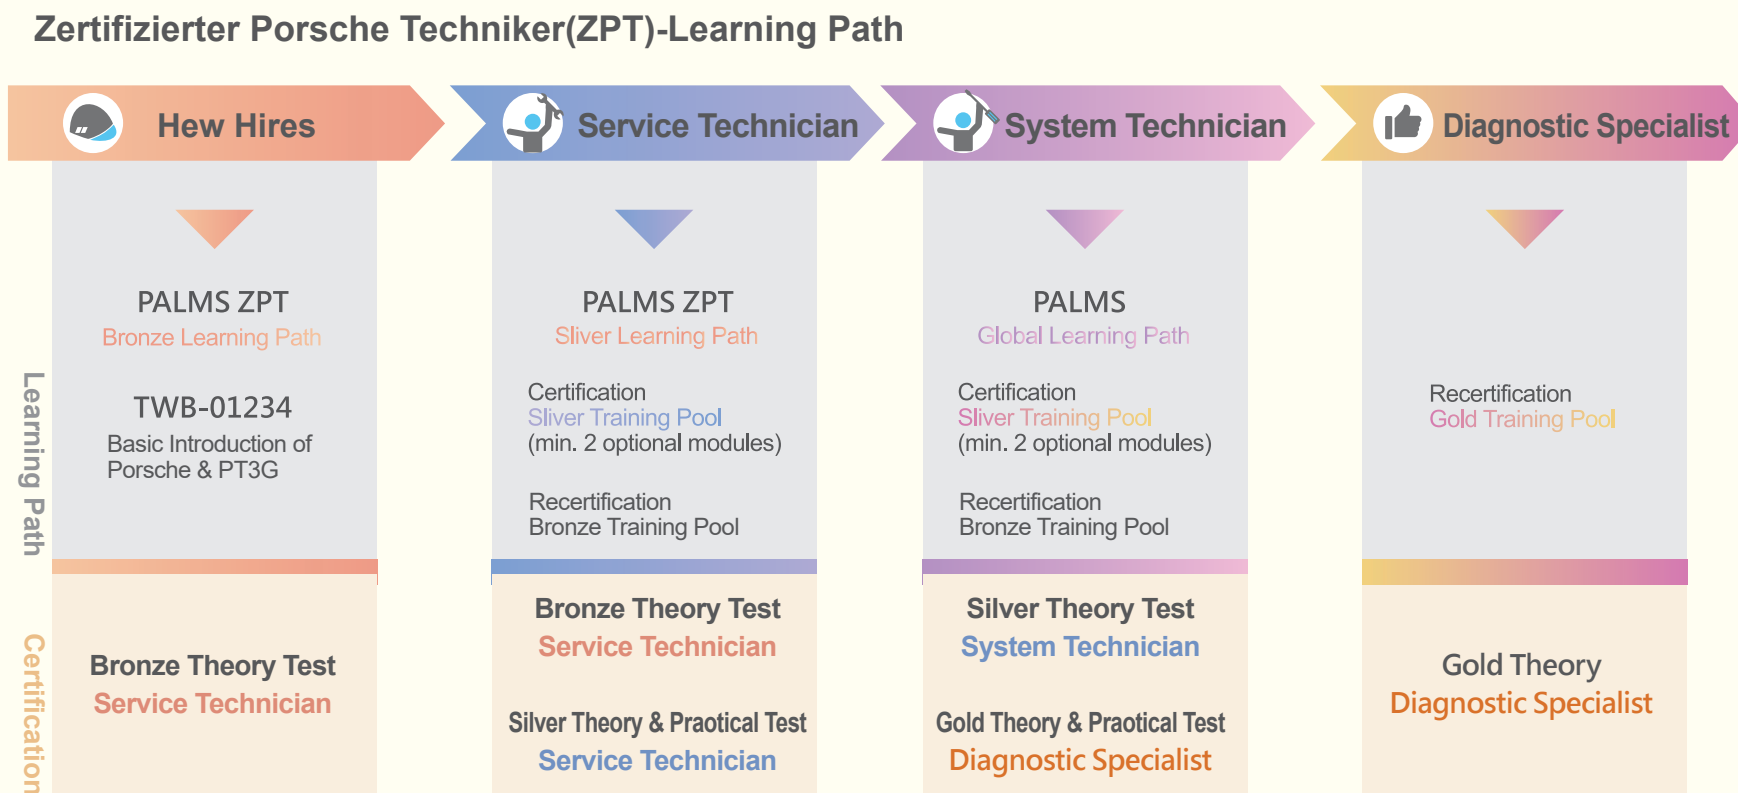 Zertifizierter Porsche Techniker(ZPT)-Learning Path
Hew Hires
Service Technician
System Technician
Diagnostic Specialist
Learning Path
PALMS ZPT
Bronze Learning Path
TWB-01234
Basic Introduction of
Porsche & PT3G
PALMS ZPT
Sliver Learning Path
Certification
Sliver Training Pool
(min. 2 optional modules)
Recertification
Bronze Training Pool
PALMS
Global Learning Path
Certification
Sliver Training Pool
(min. 2 optional modules)
Recertification
Bronze Training Pool
Recertification
Gold Training Pool
Certification
Bronze Theory Test
Service Technician
Bronze Theory Test
Service Technician
Silver Theory & Praotical Test
Service Technician
Silver Theory Test
System Technician
Gold Theory & Praotical Test
Diagnostic Specialist
Gold Theory
Diagnostic Specialist